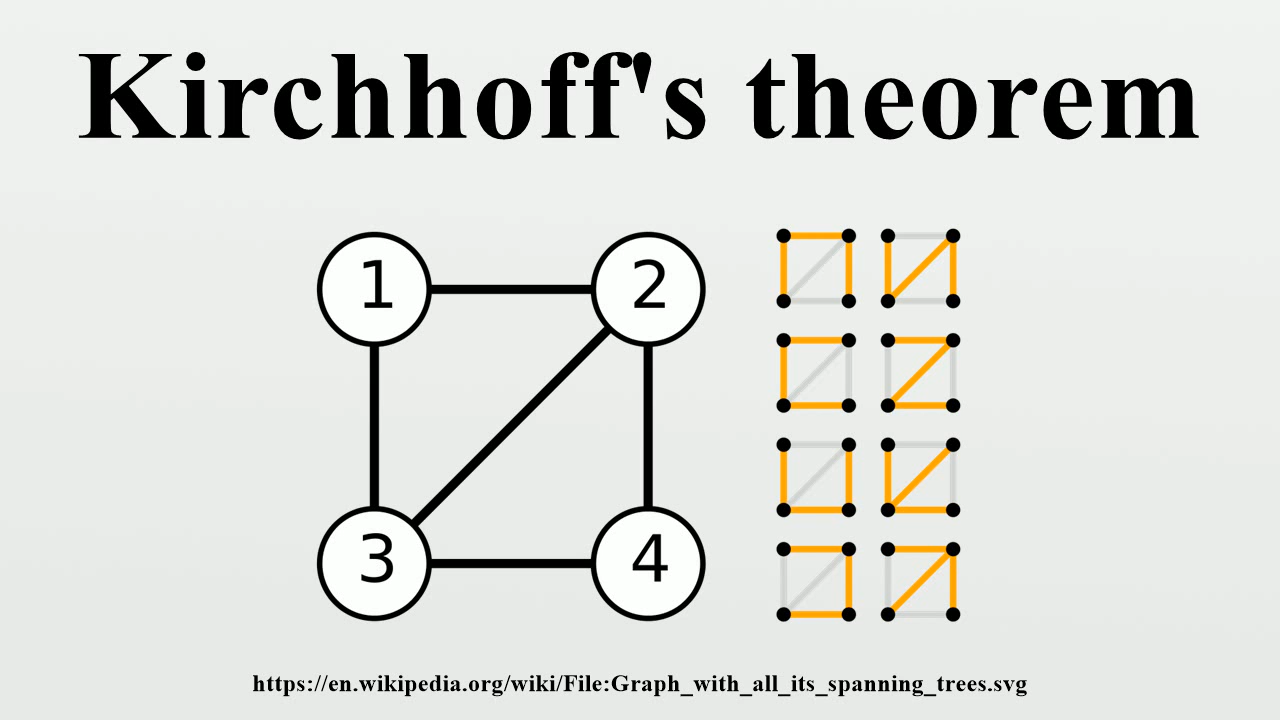 Kirchhoff's theorem
1 2
3 4
https://en.wikipedia.org/wiki/File:Graph_with_all_its_spanning_trees.svg